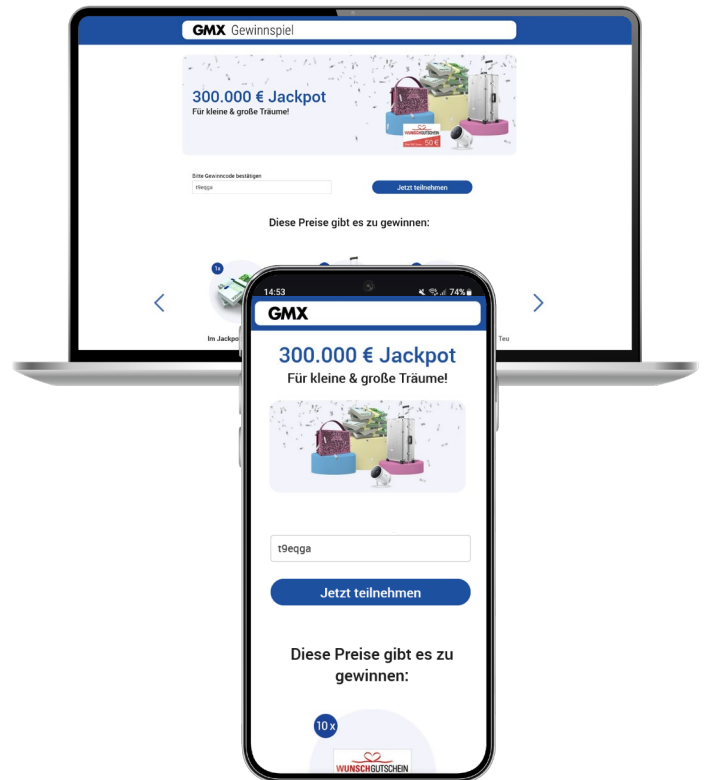 GMX Gewinnspiel
300.000 € Jackpot
Für kleine & große Träume!
WUNSCHGUTSCHEIN
50 €
Bitte Gewinncode bestätigen
t9eqga
Jetzt teilnehmen
Diese Preise gibt es zu gewinnen:
1x
Im Jackpo
Teu
14:53
74%
GMX
300.000 € Jackpot
Für kleine & große Träume!
t9eqga
Jetzt teilnehmen
Diese Preise gibt es zu
gewinnen:
10 x
WUNSCHGUTSCHEIN